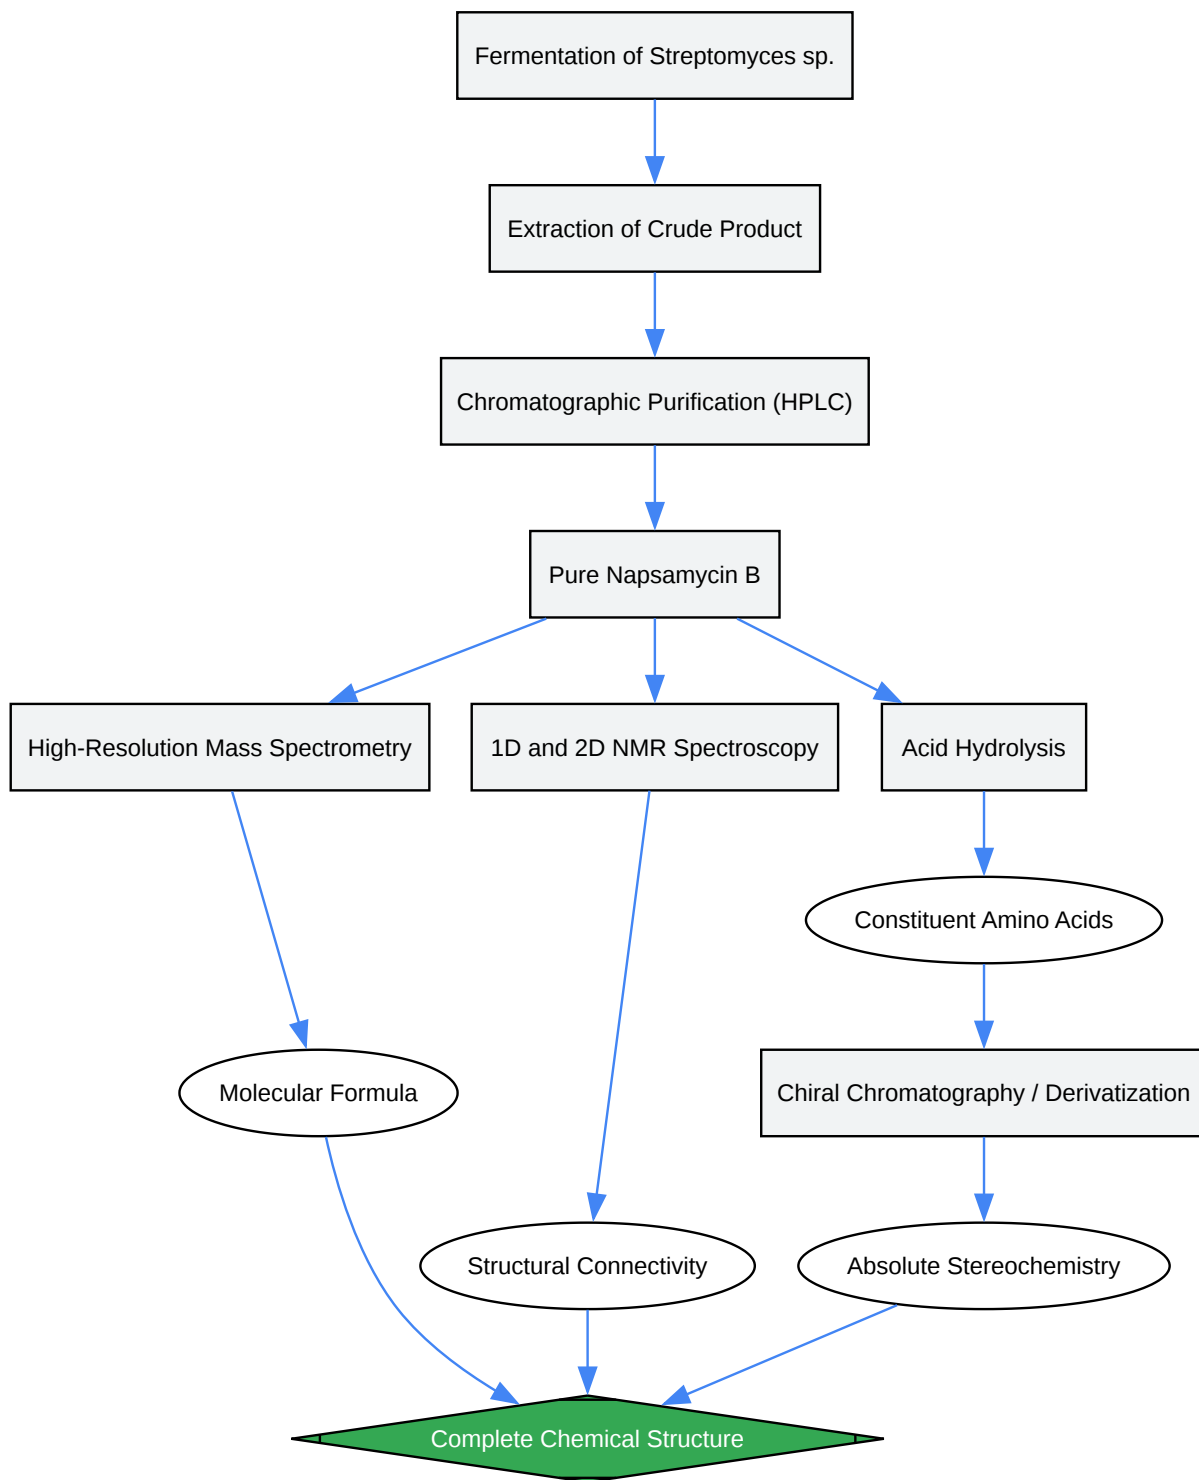 Fermentation of Streptomyces sp.
Extraction of Crude Product
Chromatographic Purification (HPLC)
Pure Napsamycin B
High-Resolution Mass Spectrometry
1D and 2D NMR Spectroscopy
Acid Hydrolysis
Constituent Amino Acids
Molecular Formula
Chiral Chromatography / Derivatization
Structural Connectivity
Absolute Stereochemistry
Complete Chemical Structure